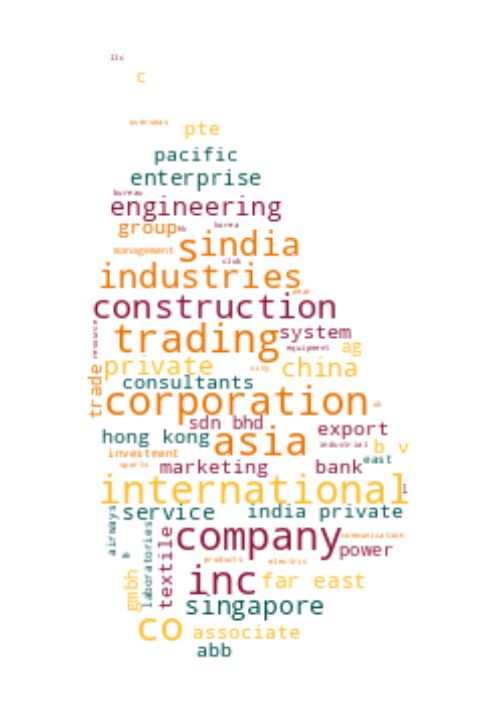 llc
c
overseas
pte
pacific
enterprise
bureau
engineering
group
korea
s india
management
club
industries
wear
construction
trading system
resource
equipment ag
private city china
trade
consultants
corporation
sdn bhd export
hong kong asia industrial b v
investment east
sports marketing bank
international l
service india private
airways
company communication
laboratories
textile
power
products electric
gmbh
inc far east
singapore
co associate
abb